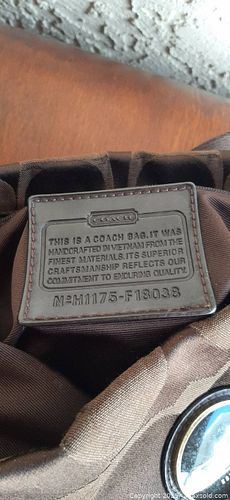 COACH
THIS IS A COACH BAG. IT WAS
HANDCRAFTED IN VIETNAM FROM THE
FINEST MATERIALS. ITS SUPERIOR
CRAFTSMANSHIP REFLECTS OUR
COMMITMENT TO ENDURING QUALITY.
Nº H1175-F18038